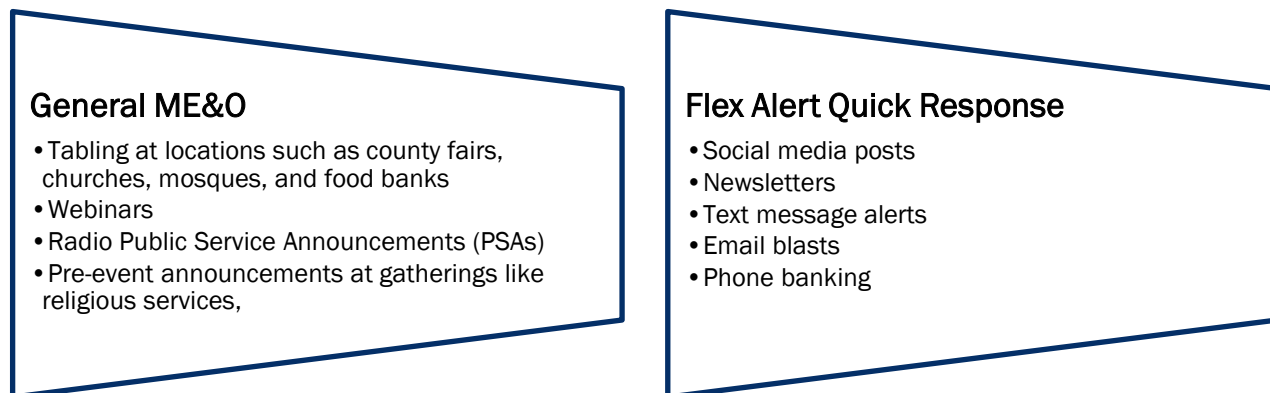 General ME&O
•Tabling at locations such as county fairs,
churches, mosques, and food banks
•Webinars
•Radio Public Service Announcements (PSAs)
•Pre-event announcements at gatherings like
religious services,
Flex Alert Quick Response
•Social media posts
•Newsletters
•Text message alerts
•Email blasts
•Phone banking